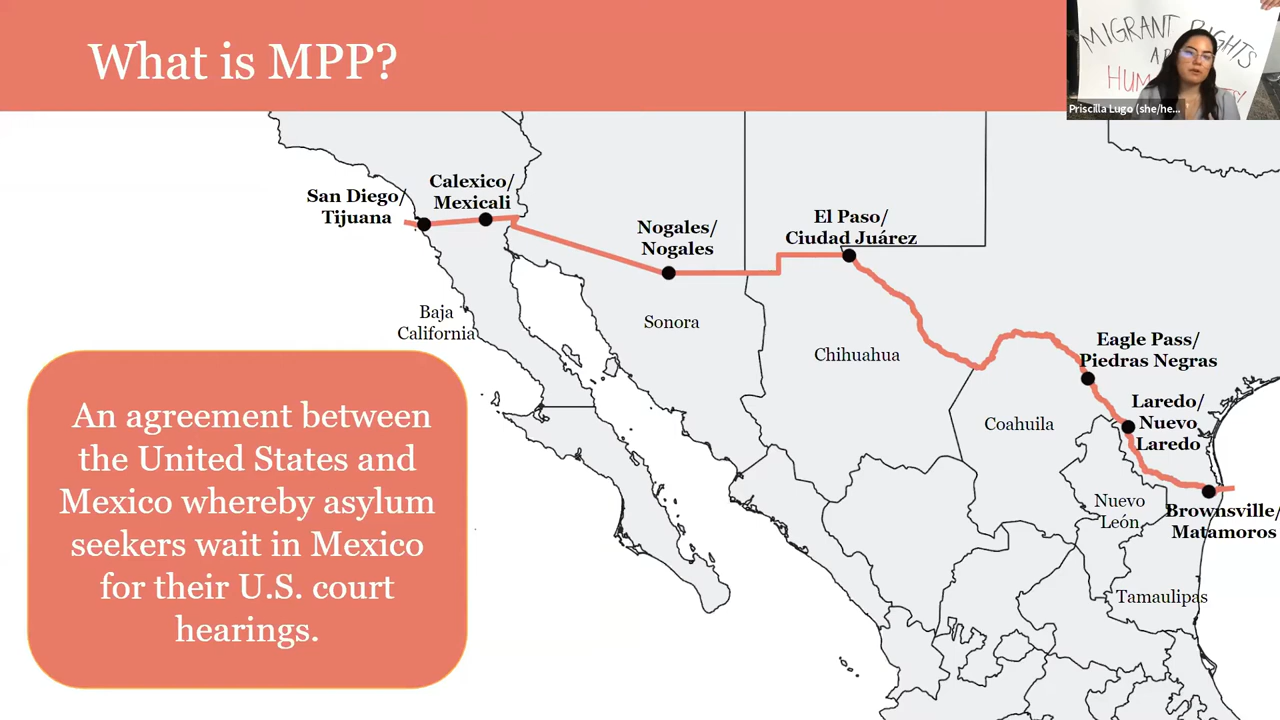 What is MPP?
MIGRANT RIGHTS
HUM
Priscilla Lugo (she/he...
San Diego/
Tijuana
Calexico/
Mexicali
Nogales/
Nogales
El Paso/
Ciudad Juárez
Eagle Pass/
Piedras Negras
Laredo/
Nuevo
Laredo
Brownsville/
Matamoros
Baja
California
Sonora
Chihuahua
Coahuila
Nuevo
León
Tamaulipas
An agreement between
the United States and
Mexico whereby asylum
seekers wait in Mexico
for their U.S. court
hearings.